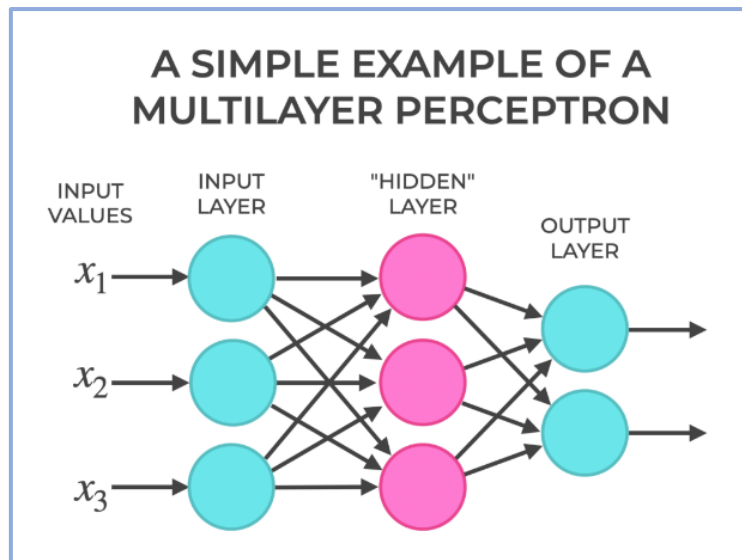 A SIMPLE EXAMPLE OF A
MULTILAYER PERCEPTRON
INPUT
VALUES
INPUT
LAYER
"HIDDEN"
LAYER
OUTPUT
LAYER
x₁
x₂
x₃